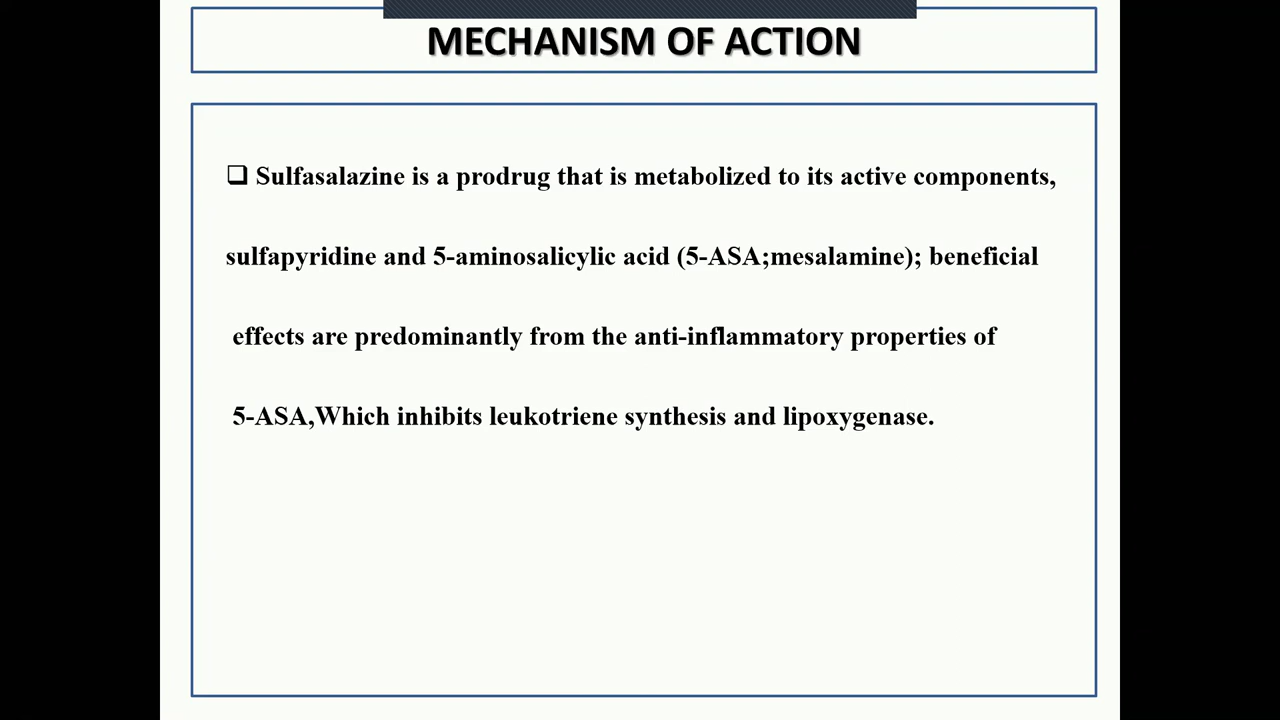 MECHANISM OF ACTION
❑ Sulfasalazine is a prodrug that is metabolized to its active components,
sulfapyridine and 5-aminosalicylic acid (5-ASA;mesalamine); beneficial
effects are predominantly from the anti-inflammatory properties of
5-ASA,Which inhibits leukotriene synthesis and lipoxygenase.